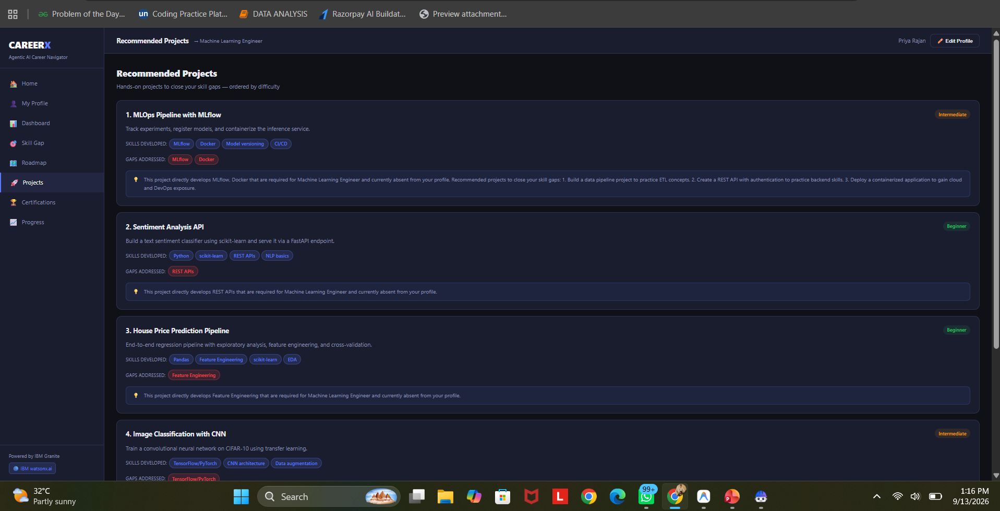 Problem of the Day...
un
Coding Practice Plat...
DATA ANALYSIS
Razorpay AI Buildat...
Preview attachment...
CAREERX
Agentic AI Career Navigator
Home
My Profile
Dashboard
Skill Gap
Roadmap
Projects
Certifications
Progress
Powered by IBM Granite
IBM watsonx.ai
Recommended Projects → Machine Learning Engineer
Priya Rajan
Edit Profile
Recommended Projects
Hands-on projects to close your skill gaps — ordered by difficulty
1. MLOps Pipeline with MLflow
Intermediate
Track experiments, register models, and containerize the inference service.
SKILLS DEVELOPED: MLflow Docker Model versioning CI/CD
GAPS ADDRESSED: MLflow Docker
This project directly develops MLflow, Docker that are required for Machine Learning Engineer and currently absent from your profile. Recommended projects to close your skill gaps: 1. Build a data pipeline project to practice ETL concepts. 2. Create a REST API with authentication to practice backend skills. 3. Deploy a containerized application to gain cloud
and DevOps exposure.
2. Sentiment Analysis API
Beginner
Build a text sentiment classifier using scikit-learn and serve it via a FastAPI endpoint.
SKILLS DEVELOPED: Python scikit-learn REST APIs NLP basics
GAPS ADDRESSED: REST APIs
This project directly develops REST APIs that are required for Machine Learning Engineer and currently absent from your profile.
3. House Price Prediction Pipeline
Beginner
End-to-end regression pipeline with exploratory analysis, feature engineering, and cross-validation.
SKILLS DEVELOPED: Pandas Feature Engineering scikit-learn EDA
GAPS ADDRESSED: Feature Engineering
This project directly develops Feature Engineering that are required for Machine Learning Engineer and currently absent from your profile.
4. Image Classification with CNN
Intermediate
Train a convolutional neural network on CIFAR-10 using transfer learning.
SKILLS DEVELOPED: TensorFlow/PyTorch CNN architecture Data augmentation
GAPS ADDRESSED: TensorFlow/PyTorch
32°C
Partly sunny
Search
L
99+
P
1:16 PM
9/13/2026